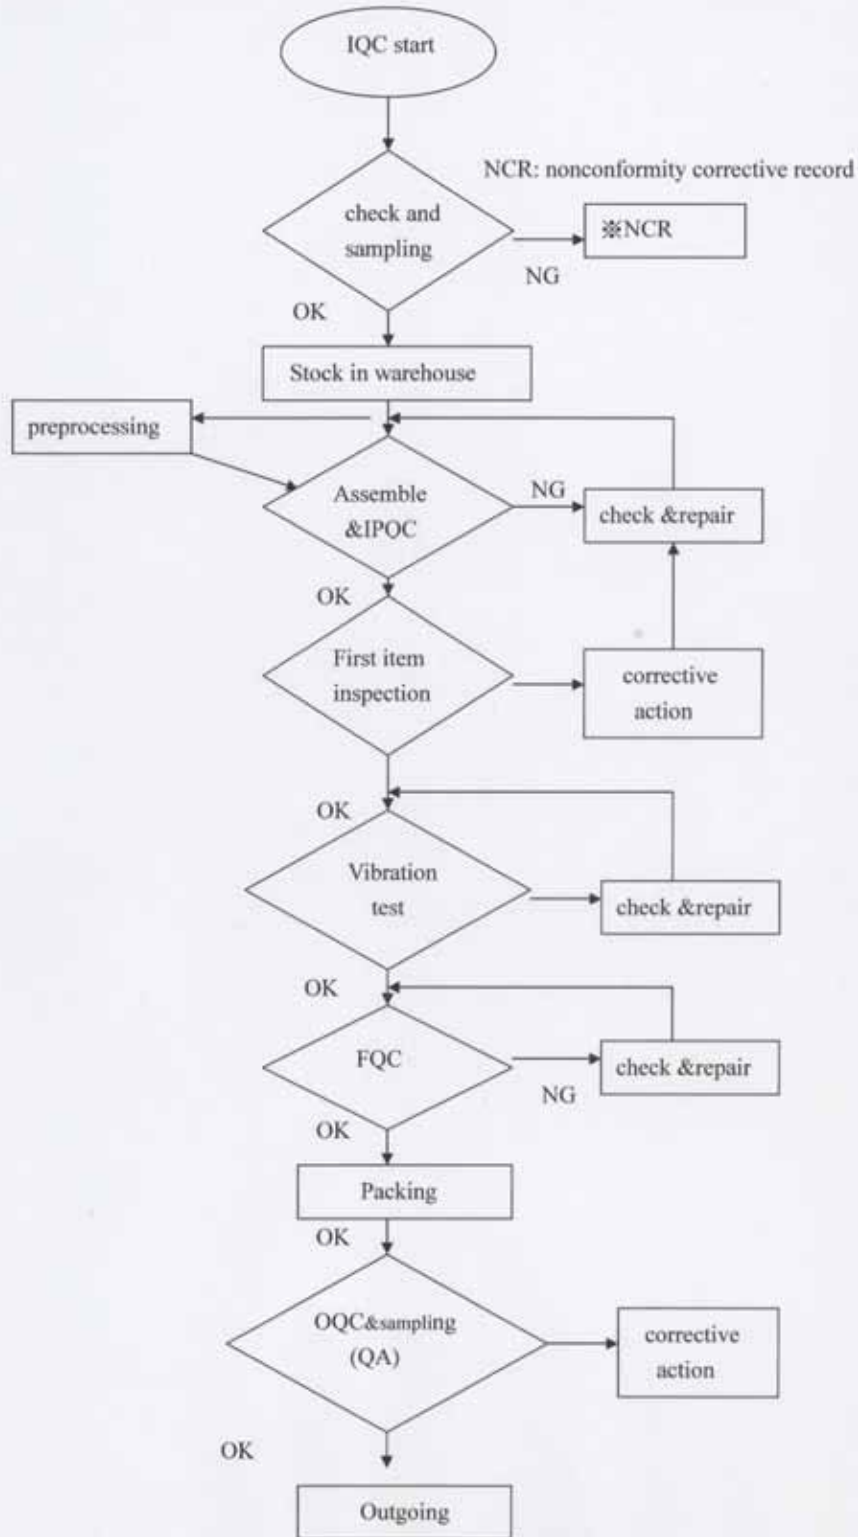 IQC start
NCR: nonconformity corrective record
check and
sampling
※NCR
NG
OK
Stock in warehouse
preprocessing
Assemble
&IPQC
NG
check &repair
OK
First item
inspection
corrective
action
OK
Vibration
test
check &repair
OK
FQC
NG
check &repair
OK
Packing
OK
OQC&sampling
(QA)
corrective
action
OK
Outgoing